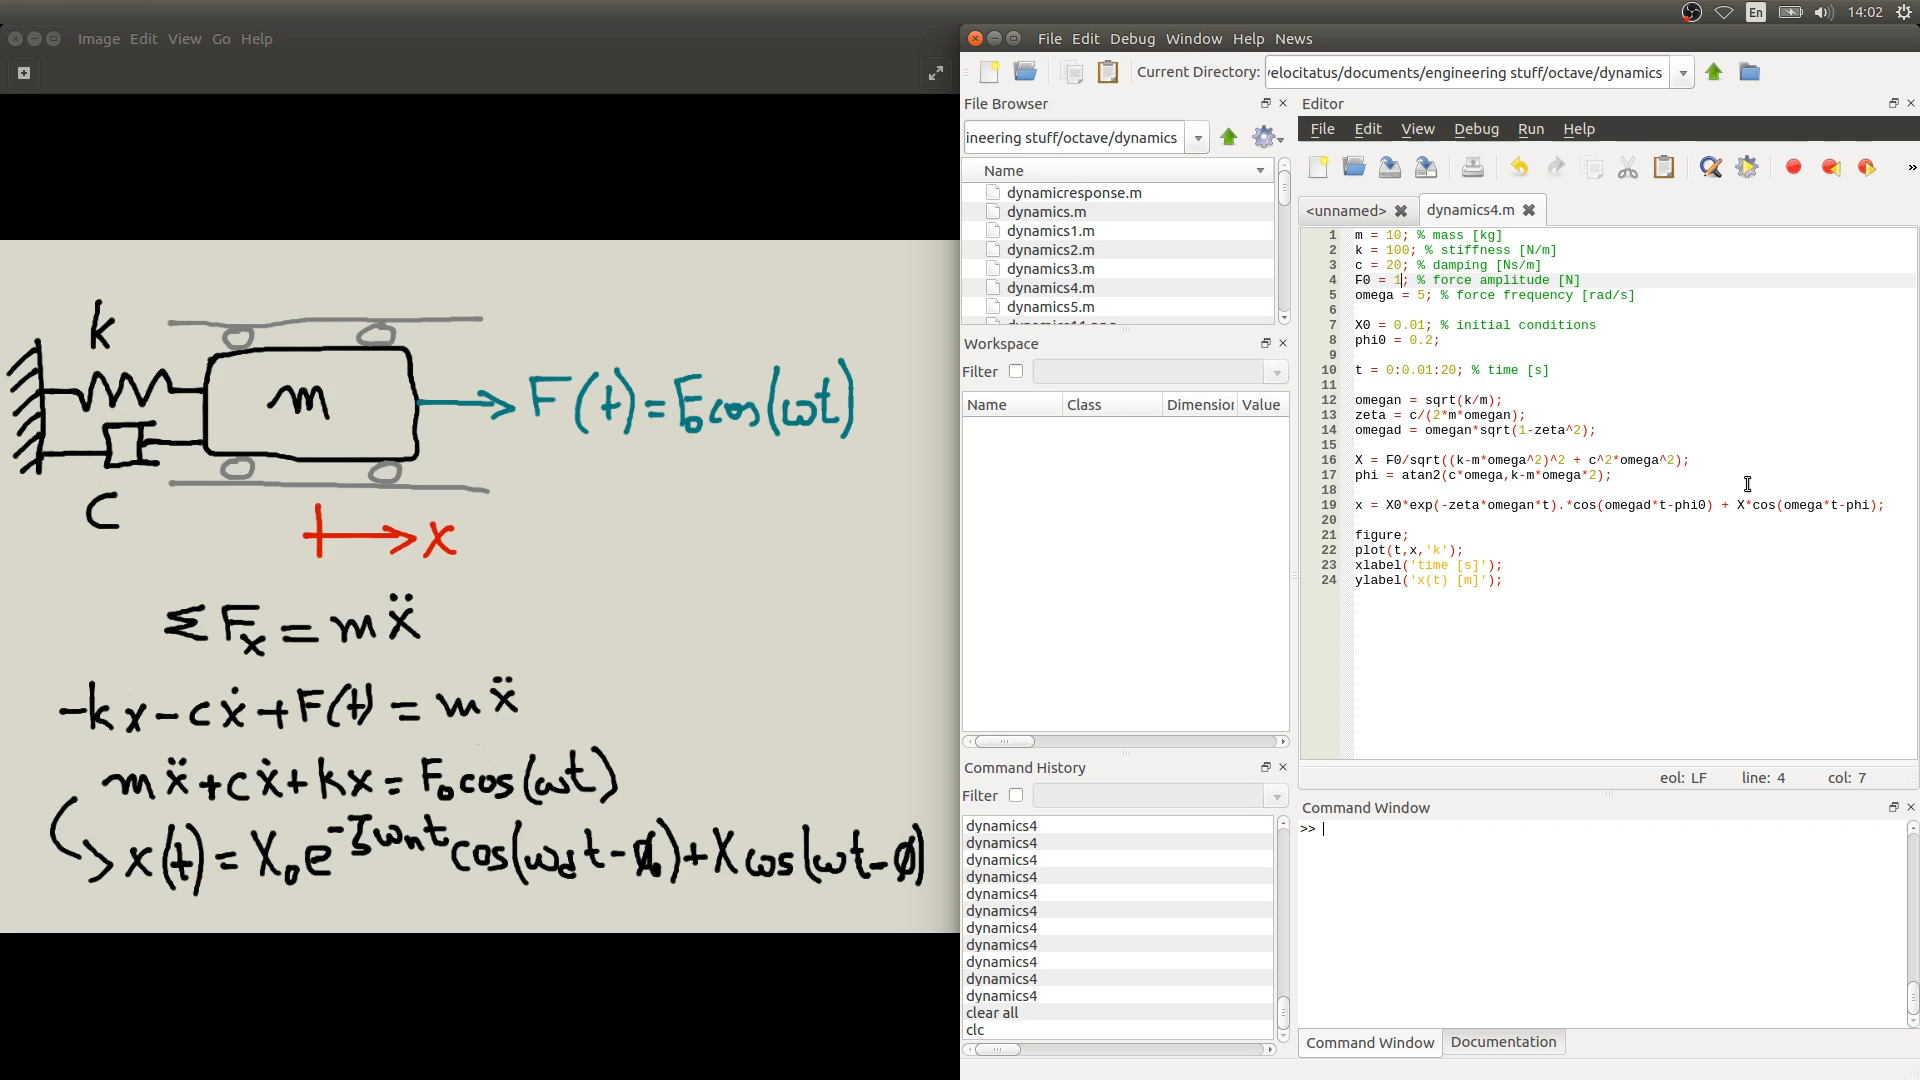 En 14:02
Image Edit View Go Help
File Edit Debug Window Help News
Current Directory: /elocitatus/documents/engineering stuff/octave/dynamics
File Browser
ineering stuff/octave/dynamics
Name
dynamicresponse.m
dynamics.m
dynamics1.m
dynamics2.m
dynamics3.m
dynamics4.m
dynamics5.m
Workspace
Filter
Name Class Dimension Value
Command History
Filter
dynamics4
dynamics4
dynamics4
dynamics4
dynamics4
dynamics4
dynamics4
dynamics4
dynamics4
dynamics4
dynamics4
clear all
clc
Editor
File Edit View Debug Run Help
»
<unnamed> dynamics4.m
1 m = 10; % mass [kg]
2 k = 100; % stiffness [N/m]
3 c = 20; % damping [Ns/m]
4 F0 = 1; % force amplitude [N]
5 omega = 5; % force frequency [rad/s]
6
7 X0 = 0.01; % initial conditions
8 phi0 = 0.2;
9
10 t = 0:0.01:20; % time [s]
11
12 omegan = sqrt(k/m);
13 zeta = c/(2*m*omegan);
14 omegad = omegan*sqrt(1-zeta^2);
15
16 X = F0/sqrt((k-m*omega^2)^2 + c^2*omega^2);
17 phi = atan2(c*omega,k-m*omega*2);
18
19 x = X0*exp(-zeta*omegan*t).*cos(omegad*t-phi0) + X*cos(omega*t-phi);
20
21 figure;
22 plot(t,x,'k');
23 xlabel('time [s]');
24 ylabel('x(t) [m]');
eol: LF line: 4 col: 7
Command Window
>>
Command Window Documentation
k
m
F(t)=F₀cos(ωt)
c
x
ΣFₓ = mẍ
-kx-cẋ+F(t) = mẍ
mẍ+cẋ+kx = F₀cos(ωt)
x(t) = X₀e^-ζωnt cos(ωdt-ϕ₀)+Xcos(ωt-ϕ)